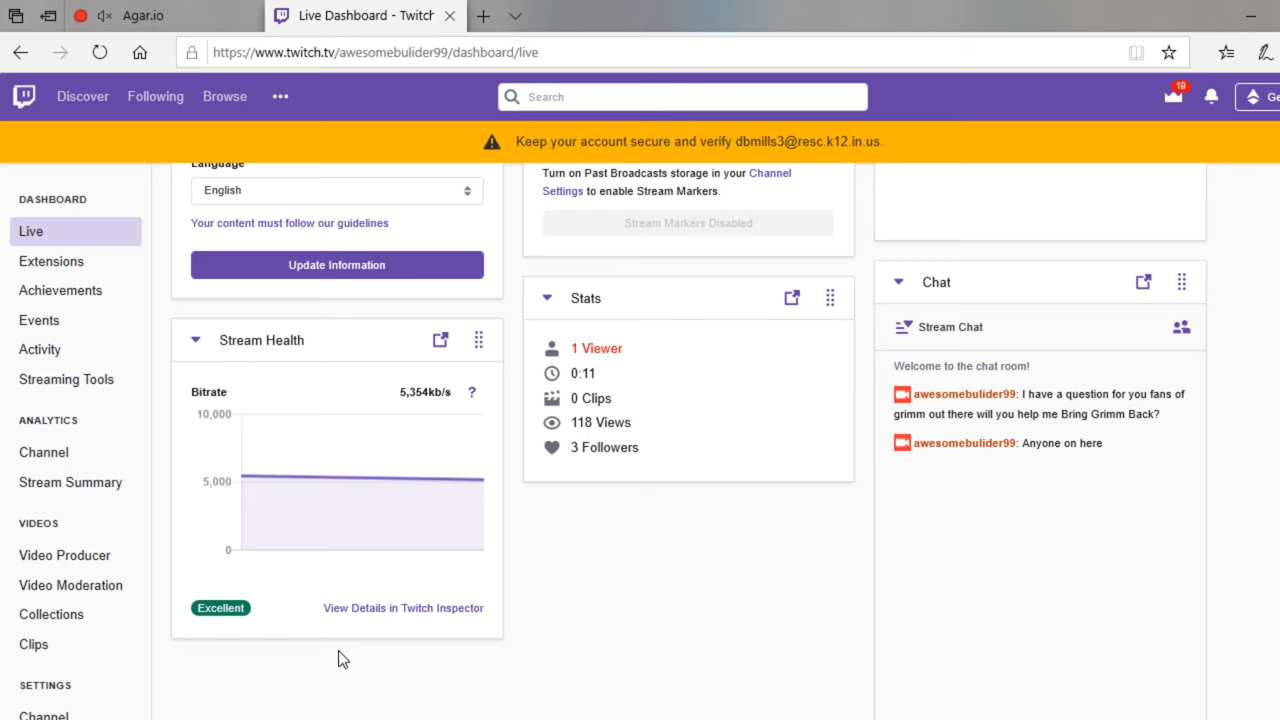 Agar.io
Live Dashboard - Twitch
https://www.twitch.tv/awesomebulider99/dashboard/live
Discover
Following
Browse
•••
Search
19
Ge
Keep your account secure and verify dbmills3@resc.k12.in.us.
DASHBOARD
Live
Extensions
Achievements
Events
Activity
Streaming Tools
ANALYTICS
Channel
Stream Summary
VIDEOS
Video Producer
Video Moderation
Collections
Clips
SETTINGS
Channel
Language
English
Your content must follow our guidelines
Update Information
Stream Health
Bitrate
5,354kb/s
?
10,000
5,000
0
Excellent
View Details in Twitch Inspector
Turn on Past Broadcasts storage in your Channel
Settings to enable Stream Markers.
Stream Markers Disabled
Stats
1 Viewer
0:11
0 Clips
118 Views
3 Followers
Chat
Stream Chat
Welcome to the chat room!
awesomebulider99: I have a question for you fans of
grimm out there will you help me Bring Grimm Back?
awesomebulider99: Anyone on here